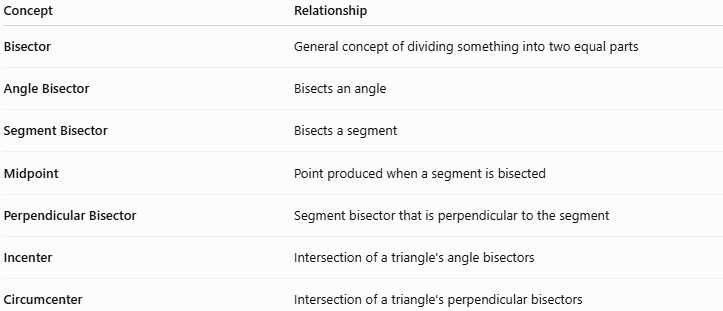 Concept Relationship
Bisector General concept of dividing something into two equal parts
Angle Bisector Bisects an angle
Segment Bisector Bisects a segment
Midpoint Point produced when a segment is bisected
Perpendicular Bisector Segment bisector that is perpendicular to the segment
Incenter Intersection of a triangle's angle bisectors
Circumcenter Intersection of a triangle's perpendicular bisectors